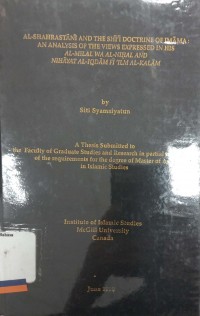 AL-SHAHRASTĀNĪ AND THE SHĪ'Ī DOCTRINE OF IMĀMA:
AN ANALYSIS OF THE VIEWS EXPRESSED IN HIS
AL-MILAL WA AL-NIḤAL AND
NIHĀYAT AL-IQDĀM FĪ 'ILM AL-KALĀM
by
Siti Syamsiyatun
A Thesis Submitted to
the Faculty of Graduate Studies and Research in partial
of the requirements for the degree of Master of
in Islamic Studies
Institute of Islamic Studies
McGill University
Canada
June